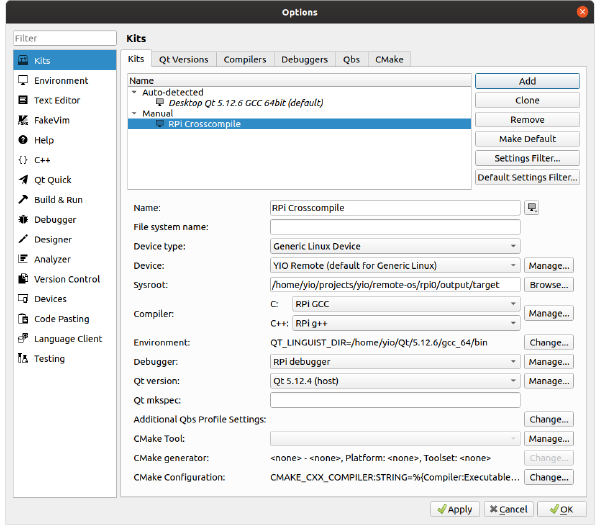 Options
Filter
Kits
Environment
Text Editor
FakeVim
Help
C++
Qt Quick
Build & Run
Debugger
Designer
Analyzer
Version Control
Devices
Code Pasting
Language Client
Testing
Kits
Kits Qt Versions Compilers Debuggers Qbs CMake
Name
Auto-detected
Desktop Qt 5.12.6 GCC 64bit (default)
Manual
RPi Crosscompile
Add
Clone
Remove
Make Default
Settings Filter...
Default Settings Filter...
Name: RPi Crosscompile
File system name:
Device type: Generic Linux Device
Device: YIO Remote (default for Generic Linux) Manage...
Sysroot: /home/yio/projects/yio/remote-os/rpi0/output/target Browse...
Compiler: C: RPi GCC Manage...
C++: RPi g++
Environment: QT_LINGUIST_DIR=/home/yio/Qt/5.12.6/gcc_64/bin Change...
Debugger: RPi debugger Manage...
Qt version: Qt 5.12.4 (host) Manage...
Qt mkspec:
Additional Qbs Profile Settings: Change...
CMake Tool: Manage...
CMake generator: <none> - <none>, Platform: <none>, Toolset: <none> Change...
CMake Configuration: CMAKE_CXX_COMPILER:STRING=%{Compiler:Executable... Change...
Apply Cancel OK